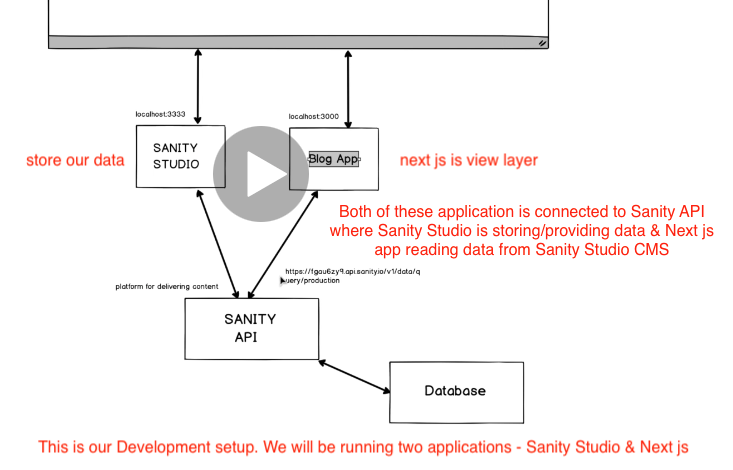 localhost:3333
localhost:3000
SANITY
STUDIO
Blog App
store our data
next js is view layer
Both of these application is connected to Sanity API
where Sanity Studio is storing/providing data & Next js
app reading data from Sanity Studio CMS
https://fgau6zy9.api.sanity.io/v1/data/q
uery/production
platform for delivering content
SANITY
API
Database
This is our Development setup. We will be running two applications - Sanity Studio & Next js